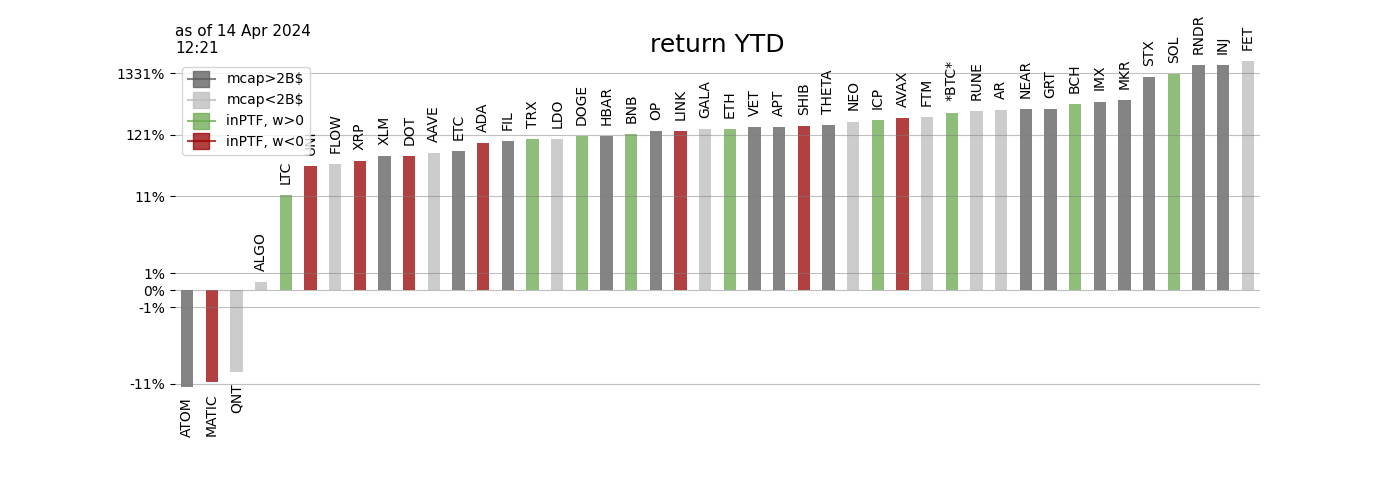 as of 14 Apr 2024
12:21
return YTD
mcap>2B$
mcap<2B$
inPTF, w>0
inPTF, w<0
1331%
121%
11%
1%
0%
-1%
-11%
ATOM
MATIC
QNT
ALGO
LTC
UNI
FLOW
XRP
XLM
DOT
AAVE
ETC
ADA
FIL
TRX
LDO
DOGE
HBAR
BNB
OP
LINK
GALA
ETH
VET
APT
SHIB
THETA
NEO
ICP
AVAX
FTM
*BTC*
RUNE
AR
NEAR
GRT
BCH
IMX
MKR
STX
SOL
RNDR
INJ
FET